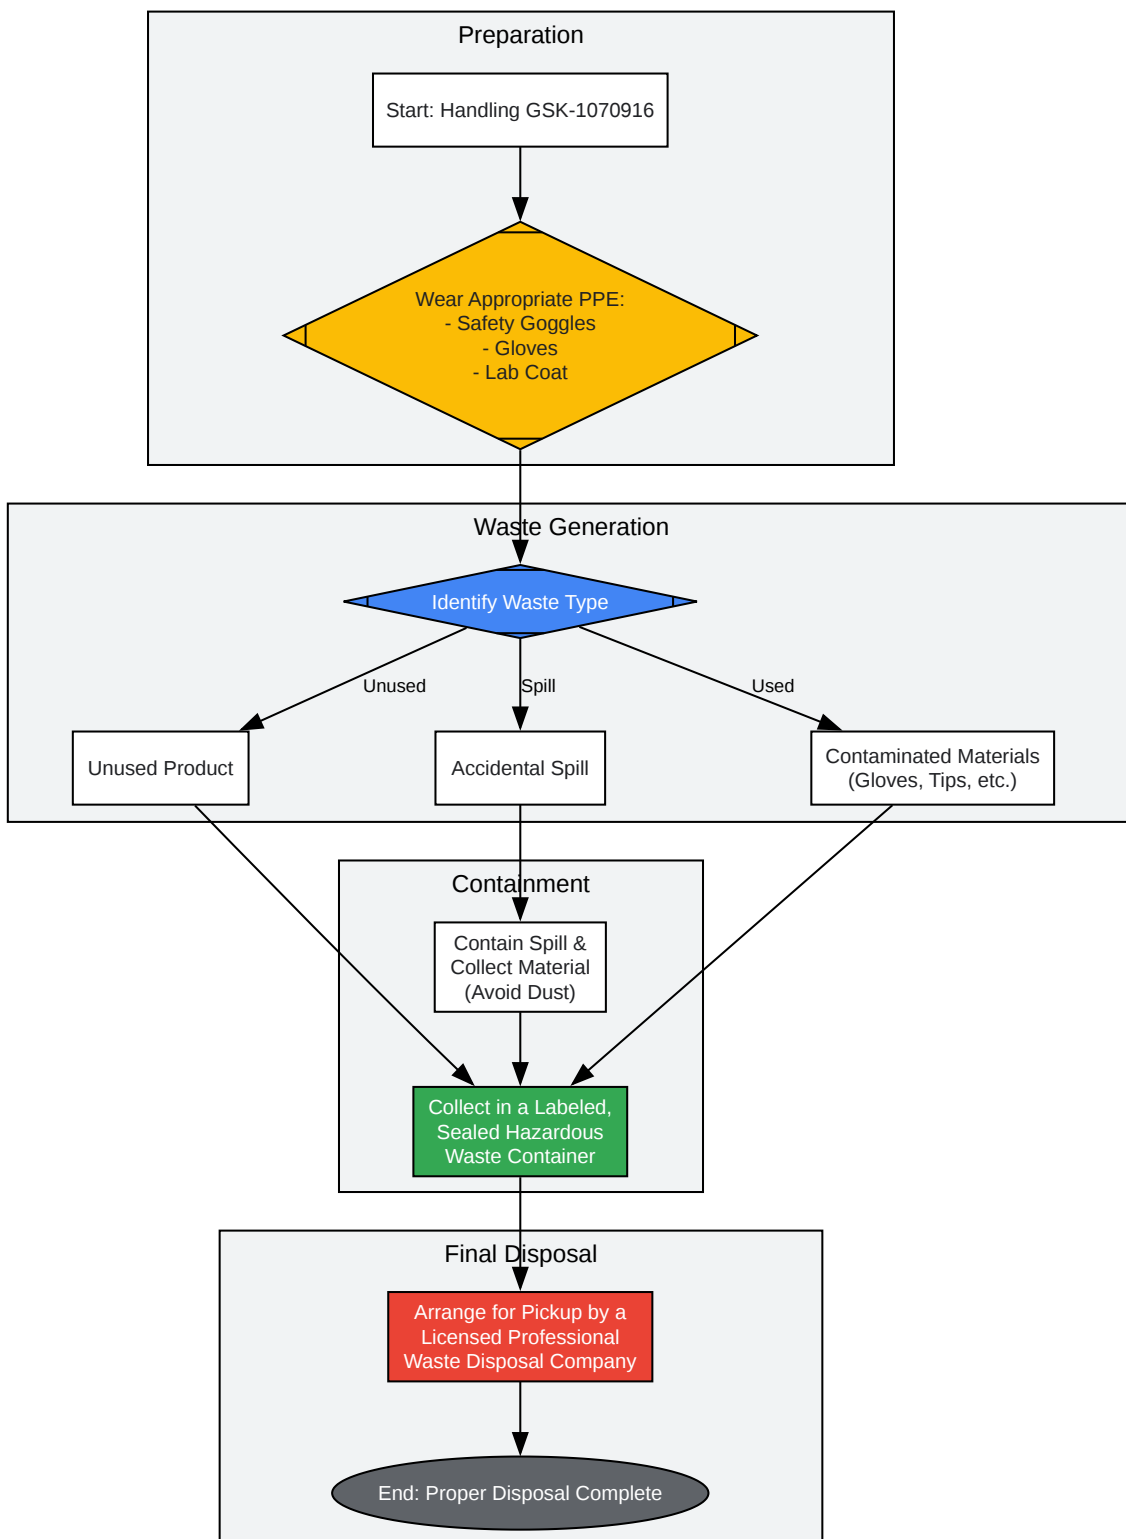 Preparation
Start: Handling GSK-1070916
Wear Appropriate PPE:
- Safety Goggles
- Gloves
- Lab Coat
Waste Generation
Identify Waste Type
Unused
Spill
Used
Unused Product
Accidental Spill
Contaminated Materials
(Gloves, Tips, etc.)
Containment
Contain Spill &
Collect Material
(Avoid Dust)
Collect in a Labeled,
Sealed Hazardous
Waste Container
Final Disposal
Arrange for Pickup by a
Licensed Professional
Waste Disposal Company
End: Proper Disposal Complete